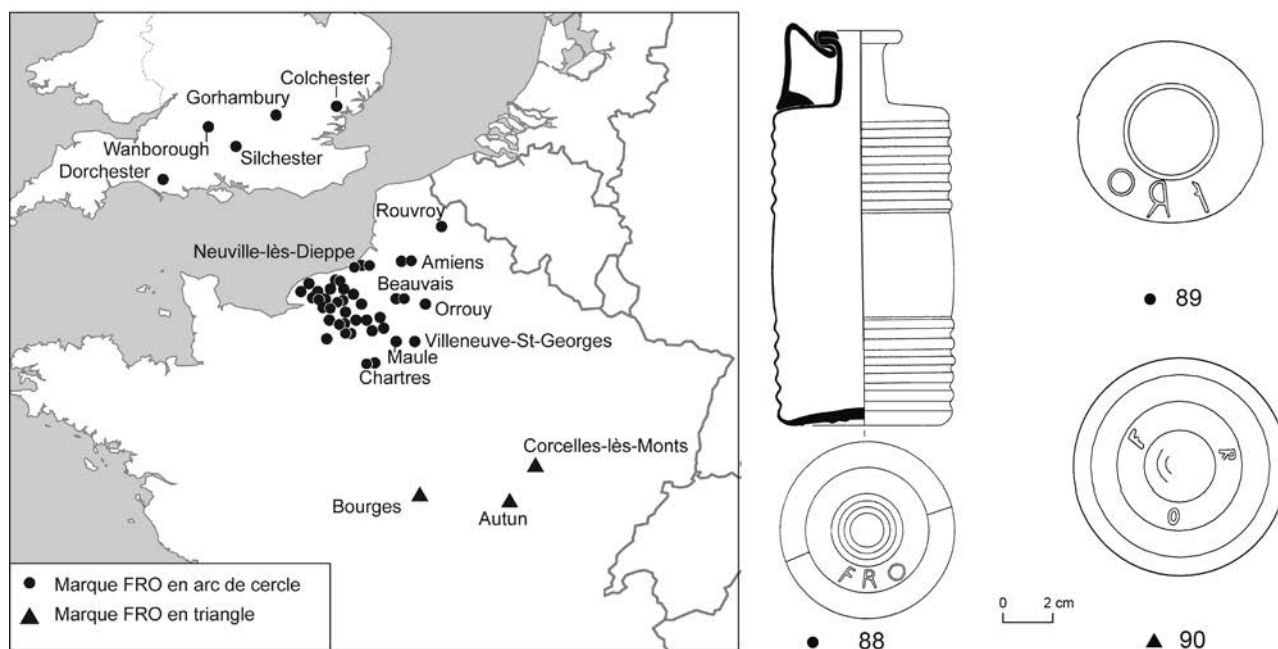 Colchester
Gorhambury
Wanborough
Silchester
Dorchester
Rouvroy
Neuville-lès-Dieppe
Amiens
Beauvais
Orrouy
Villeneuve-St-Georges
Maule
Chartres
Corcelles-lès-Monts
Bourges
Autun
Marque FRO en arc de cercle
Marque FRO en triangle
FRO
88
O R F
89
F R O
90
0 2 cm